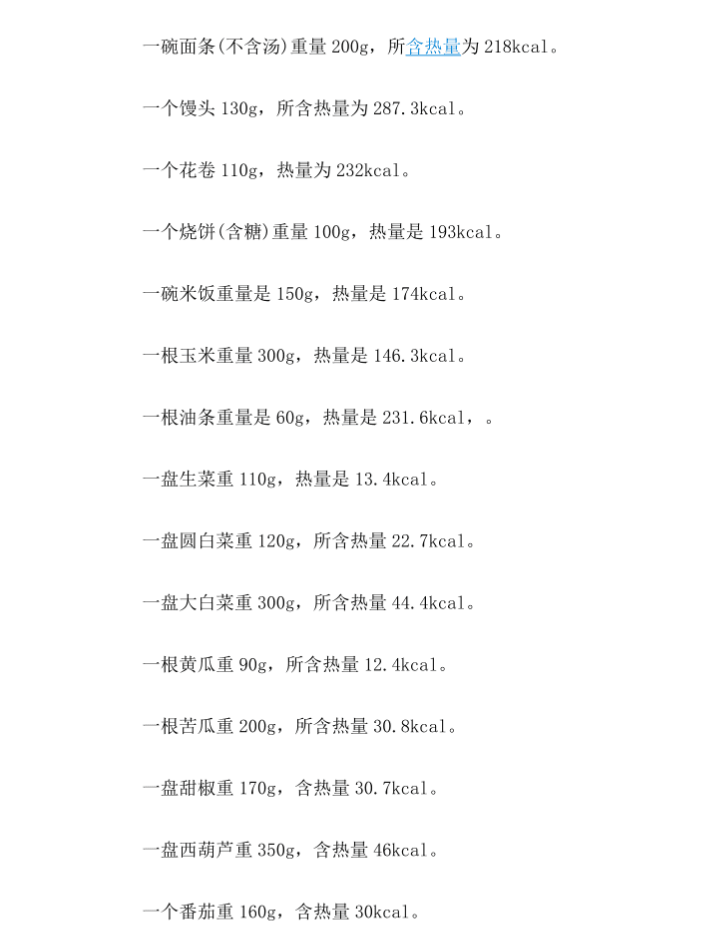 一碗面条(不含汤)重量 200g，所含热量为 218kcal。
一个馒头 130g，所含热量为 287.3kcal。
一个花卷 110g，热量为 232kcal。
一个烧饼(含糖)重量 100g，热量是 193kcal。
一碗米饭重量是 150g，热量是 174kcal。
一根玉米重量 300g，热量是 146.3kcal。
一根油条重量是 60g，热量是 231.6kcal，。
一盘生菜重 110g，热量是 13.4kcal。
一盘圆白菜重 120g，所含热量 22.7kcal。
一盘大白菜重 300g，所含热量 44.4kcal。
一根黄瓜重 90g，所含热量 12.4kcal。
一根苦瓜重 200g，所含热量 30.8kcal。
一盘甜椒重 170g，含热量 30.7kcal。
一盘西葫芦重 350g，含热量 46kcal。
一个番茄重 160g，含热量 30kcal。